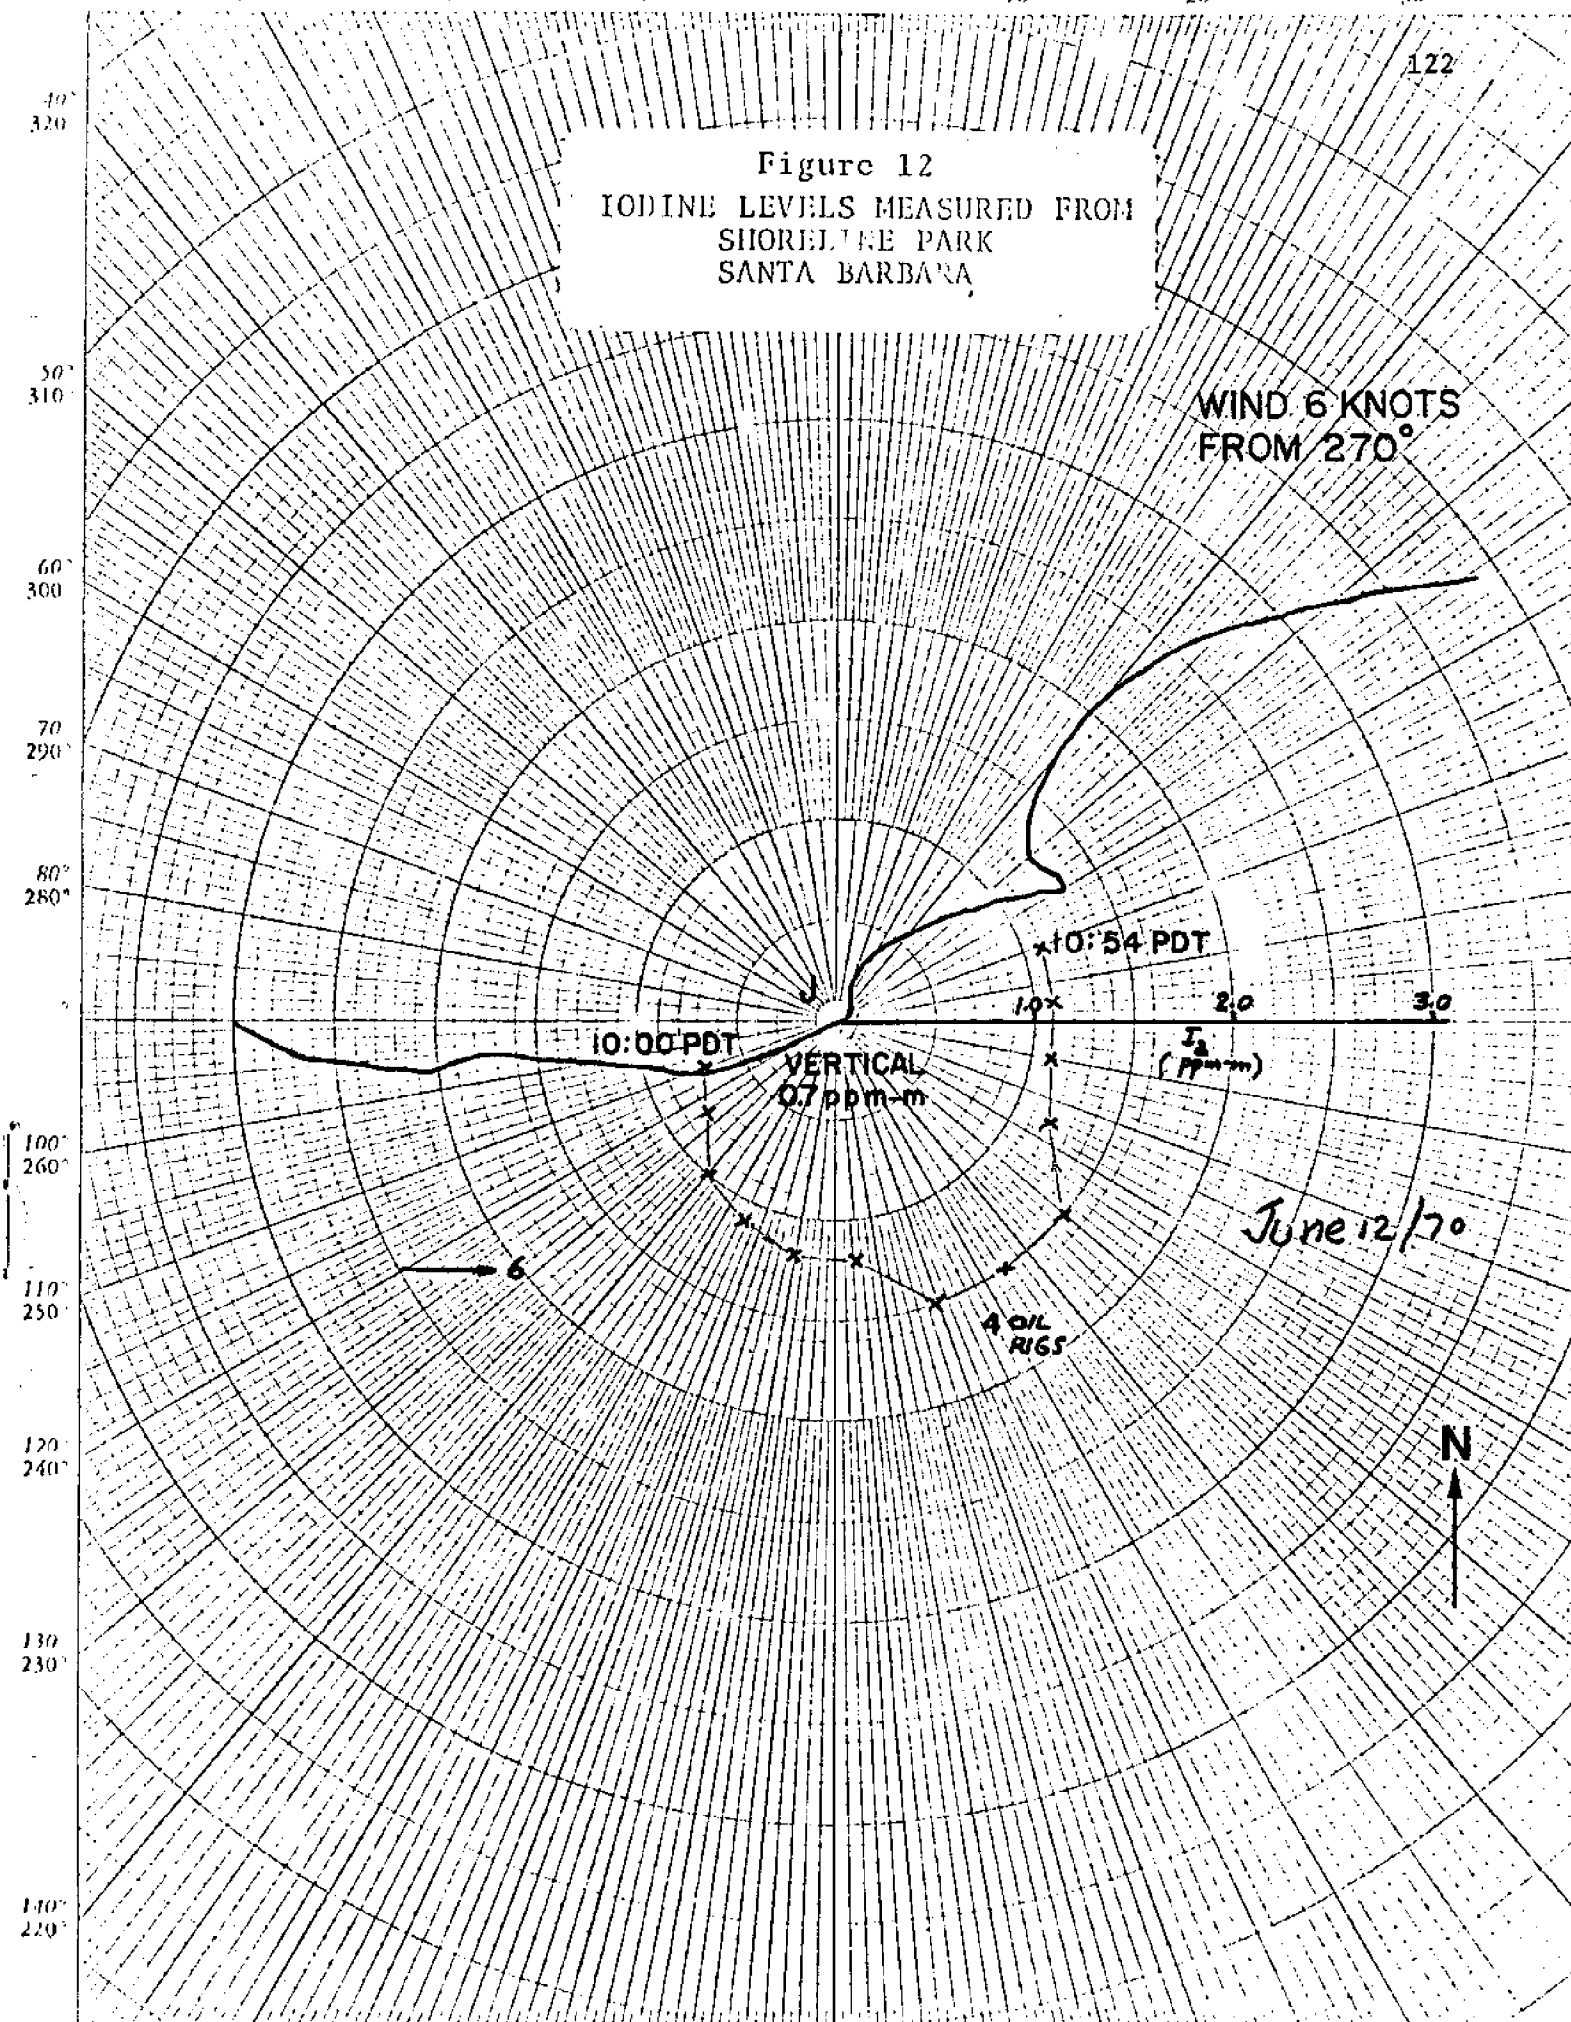 122
Figure 12
IODINE LEVELS MEASURED FROM
SHORELINE PARK
SANTA BARBARA
WIND 6 KNOTS
FROM 270°
40°
320
50°
310
60°
300
70
290°
80°
280°
100°
260°
110
250
120
240°
130
230°
140°
220°
J
10:54 PDT
1.0
2.0
3.0
I2
(ppm-m)
10:00 PDT
VERTICAL
0.7 ppm-m
June 12/70
6
4 OIL
RIGS
N